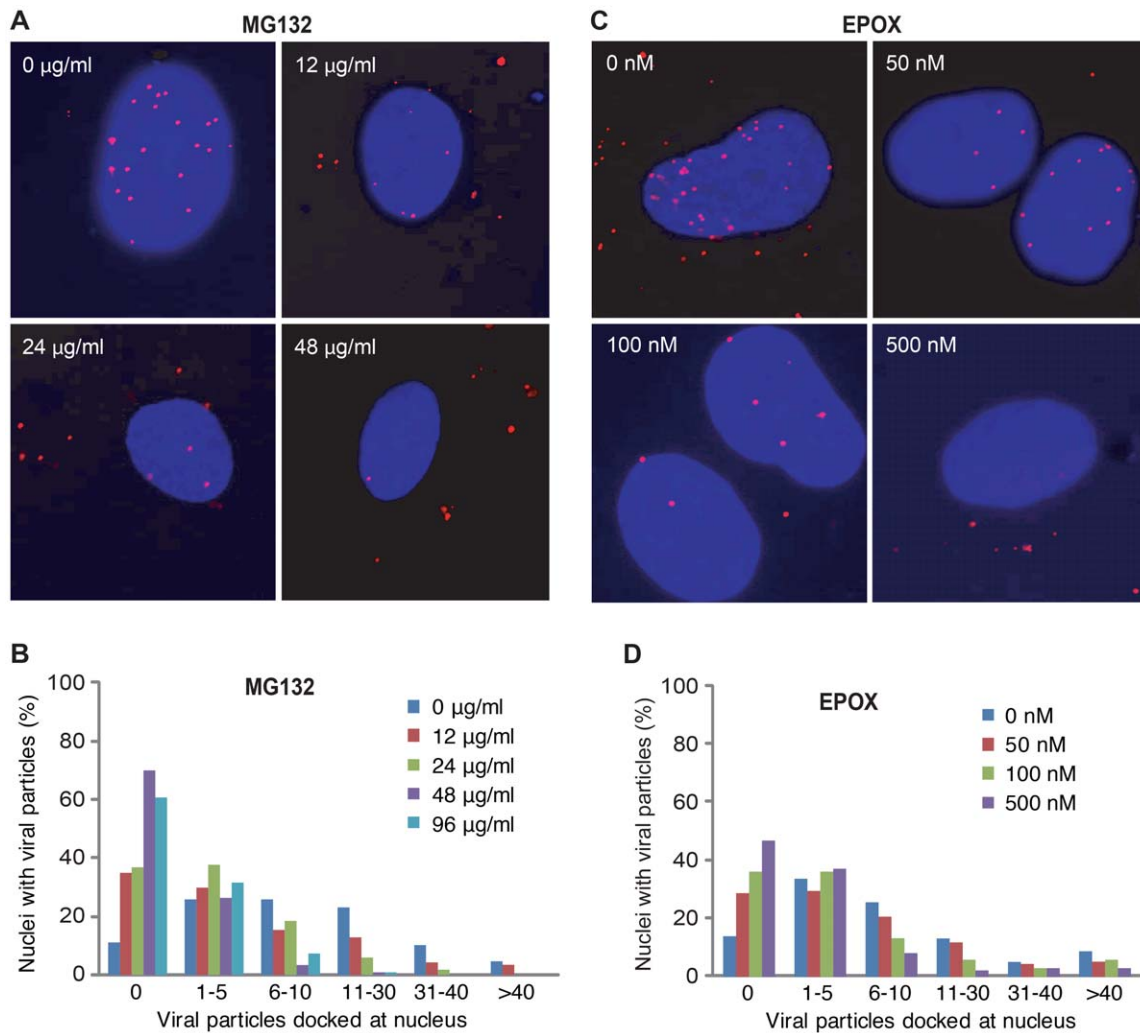 A
MG132
0 µg/ml
12 µg/ml
24 µg/ml
48 µg/ml
C
EPOX
0 nM
50 nM
100 nM
500 nM
B
MG132
Nuclei with viral particles (%)
100
80
60
40
20
0
0 µg/ml
12 µg/ml
24 µg/ml
48 µg/ml
96 µg/ml
0 1-5 6-10 11-30 31-40 >40
Viral particles docked at nucleus
D
EPOX
Nuclei with viral particles (%)
100
80
60
40
20
0
0 nM
50 nM
100 nM
500 nM
0 1-5 6-10 11-30 31-40 >40
Viral particles docked at nucleus